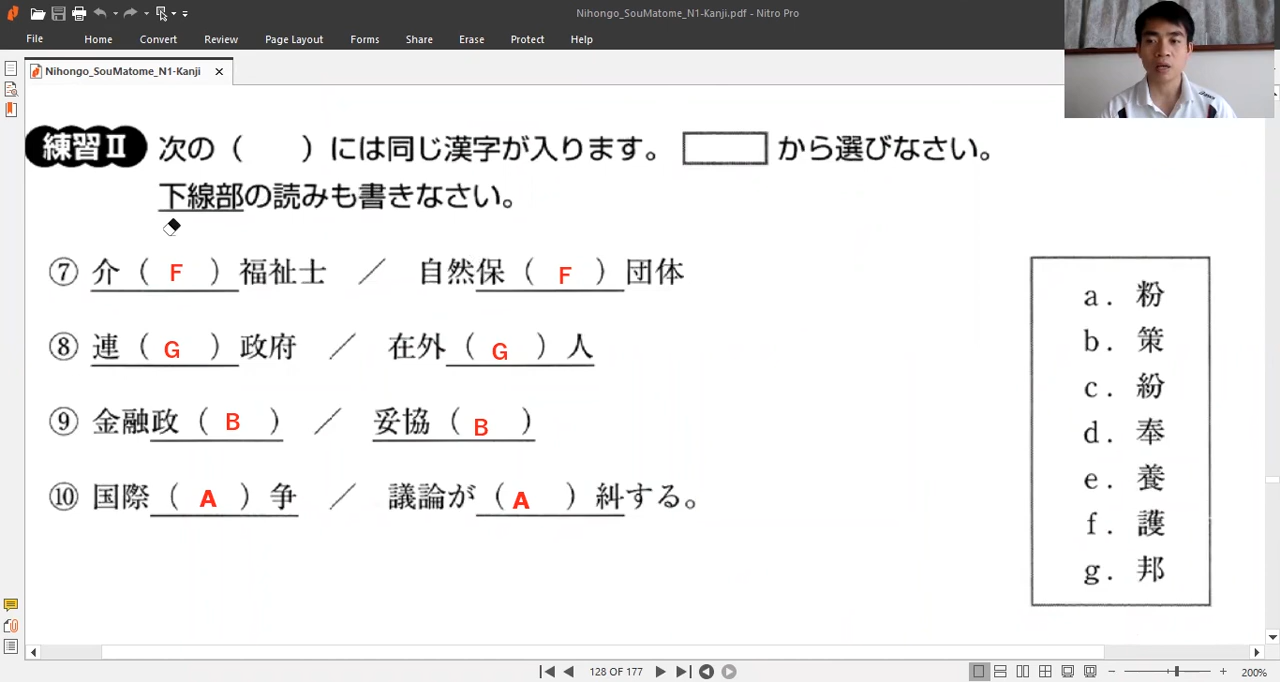 Nihongo_SouMatome_N1-Kanji.pdf - Nitro Pro
File Home Convert Review Page Layout Forms Share Erase Protect Help
Nihongo_SouMatome_N1-Kanji
練習Ⅱ 次の( )には同じ漢字が入ります。 から選びなさい。
下線部の読みも書きなさい。
⑦ 介( F )福祉士 / 自然保( F )団体
⑧ 連( G )政府 / 在外( G )人
⑨ 金融政( B ) / 妥協( B )
⑩ 国際( A )争 / 議論が( A )糾する。
a. 粉
b. 策
c. 紛
d. 奉
e. 養
f. 護
g. 邦
128 OF 177
200%